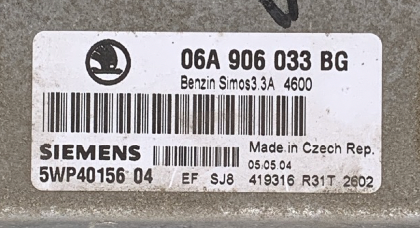 06A 906 033 BG
Benzin Simos3.3A 4600
SIEMENS
Made in Czech Rep.
05.05.04
5WP40156 04
EF SJ8 419316 R31T 2602